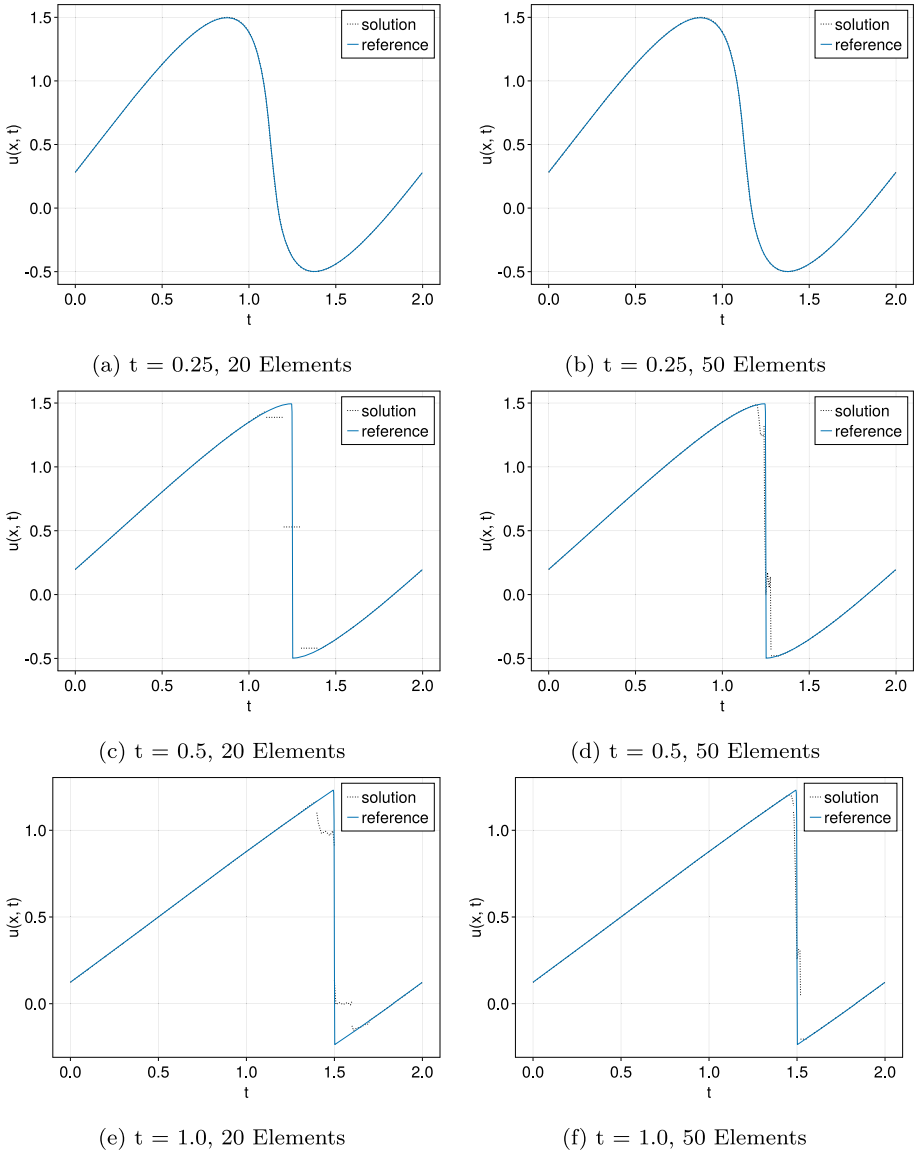 1.5
1.0
0.5
0.0
-0.5
u(x, t)
solution
reference
0.0 0.5 1.0 1.5 2.0
t
(a) t = 0.25, 20 Elements
1.5
1.0
0.5
0.0
-0.5
u(x, t)
solution
reference
0.0 0.5 1.0 1.5 2.0
t
(b) t = 0.25, 50 Elements
1.5
1.0
0.5
0.0
-0.5
u(x, t)
solution
reference
0.0 0.5 1.0 1.5 2.0
t
(c) t = 0.5, 20 Elements
1.5
1.0
0.5
0.0
-0.5
u(x, t)
solution
reference
0.0 0.5 1.0 1.5 2.0
t
(d) t = 0.5, 50 Elements
1.0
0.5
0.0
u(x, t)
solution
reference
0.0 0.5 1.0 1.5 2.0
t
(e) t = 1.0, 20 Elements
1.0
0.5
0.0
u(x, t)
solution
reference
0.0 0.5 1.0 1.5 2.0
t
(f) t = 1.0, 50 Elements